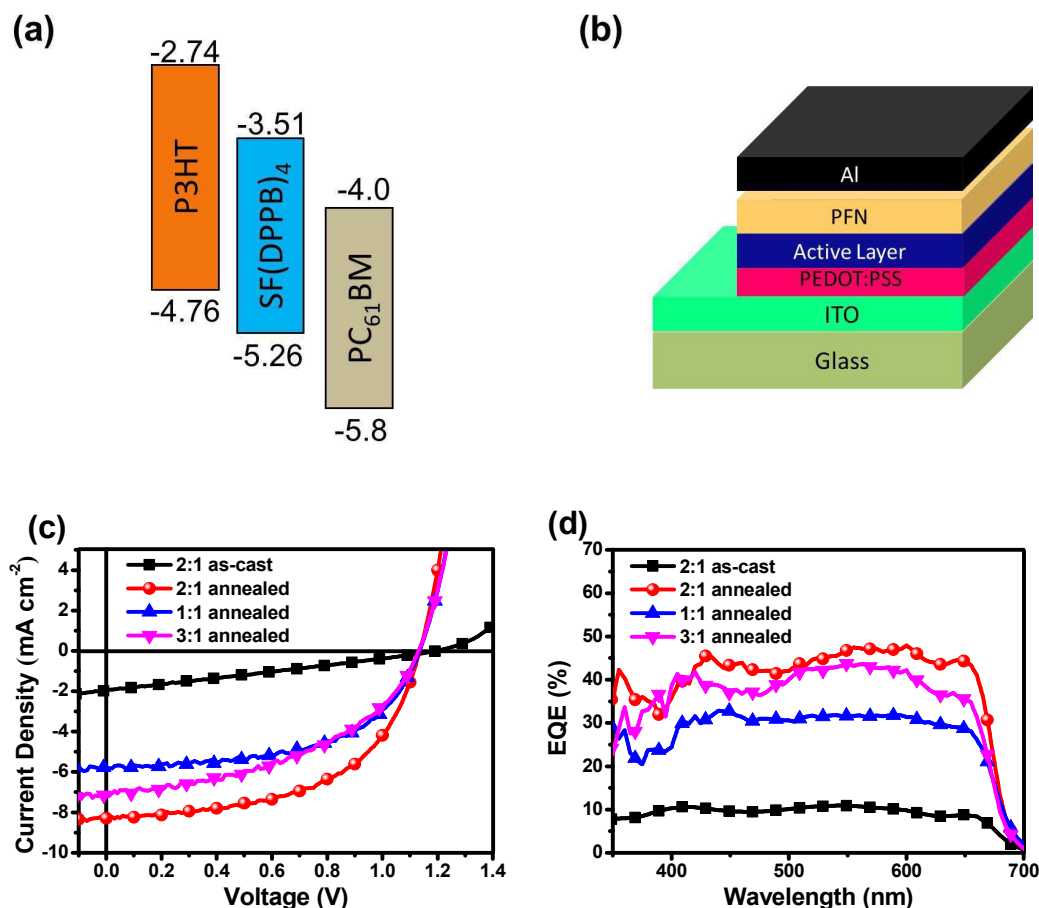 (a)
-2.74
P3HT
-4.76
-3.51
SF(DPPB)4
-5.26
-4.0
PC61BM
-5.8
(b)
Al
PFN
Active Layer
PEDOT:PSS
ITO
Glass
(c)
2:1 as-cast
2:1 annealed
1:1 annealed
3:1 annealed
Current Density (mA cm-2)
4
2
0
-2
-4
-6
-8
-10
0.0 0.2 0.4 0.6 0.8 1.0 1.2 1.4
Voltage (V)
(d)
2:1 as-cast
2:1 annealed
1:1 annealed
3:1 annealed
EQE (%)
70
60
50
40
30
20
10
0
400 500 600 700
Wavelength (nm)